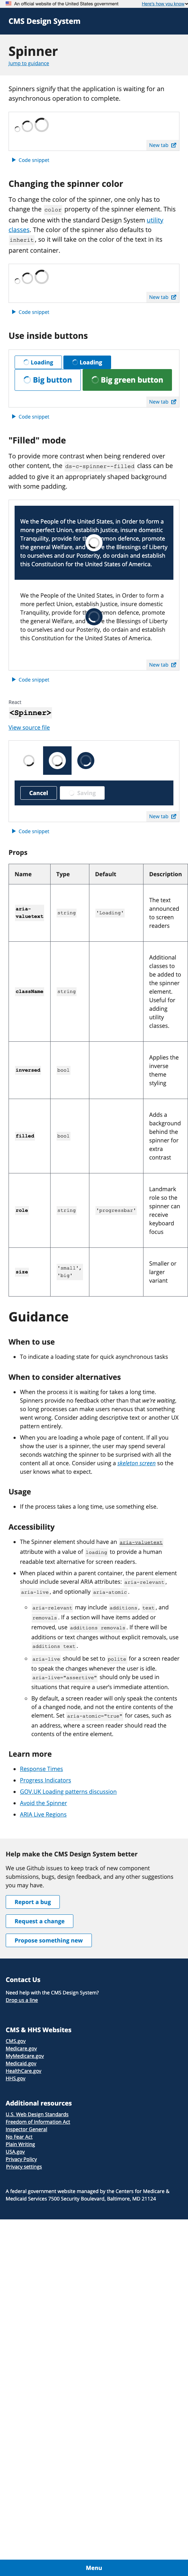 An official website of the United States government
Here's how you know
CMS Design System
Spinner
Jump to guidance
Spinners signify that the application is waiting for an
asynchronous operation to complete.
New tab
Code snippet
Changing the spinner color
To change the color of the spinner, one only has to
change the color property of the spinner element. This
can be done with the standard Design System utility
classes. The color of the spinner also defaults to
inherit, so it will take on the color of the text in its
parent container.
New tab
Code snippet
Use inside buttons
Loading
Loading
Big button
Big green button
New tab
Code snippet
"Filled" mode
To provide more contrast when being rendered over
other content, the ds-c-spinner--filled class can be
added to give it an appropriately shaped background
with some padding.
We the People of the United States, in Order to form a
more perfect Union, establish Justice, insure domestic
Tranquility, provide for the common defence, promote
the general Welfare, and secure the Blessings of Liberty
to ourselves and our Posterity, do ordain and establish
this Constitution for the United States of America.
We the People of the United States, in Order to form a
more perfect Union, establish Justice, insure domestic
Tranquility, provide for the common defence, promote
the general Welfare, and secure the Blessings of Liberty
to ourselves and our Posterity, do ordain and establish
this Constitution for the United States of America.
New tab
Code snippet
React
<Spinner>
View source file
Cancel
Saving
New tab
Code snippet
Props
Name Type Default Description
aria-valuetext string 'Loading' The text announced to screen readers
className string Additional classes to be added to the spinner element. Useful for adding utility classes.
inversed bool Applies the inverse theme styling
filled bool Adds a background behind the spinner for extra contrast
role string 'progressbar' Landmark role so the spinner can receive keyboard focus
size 'small', 'big' Smaller or larger variant
Guidance
When to use
To indicate a loading state for quick asynchronous tasks
When to consider alternatives
When the process it is waiting for takes a long time.
Spinners provide no feedback other than that we're waiting,
so long processes can make users nervous that something
went wrong. Consider adding descriptive text or another UX
pattern entirely.
When you are loading a whole page of content. If all you
show the user is a spinner, the user may spend several
seconds watching the spinner to be surprised with all the
content all at once. Consider using a skeleton screen so the
user knows what to expect.
Usage
If the process takes a long time, use something else.
Accessibility
The Spinner element should have an aria-valuetext
attribute with a value of loading to provide a human
readable text alternative for screen readers.
When placed within a parent container, the parent element
should include several ARIA attributes: aria-relevant,
aria-live, and optionally aria-atomic.
aria-relevant may include additions, text, and
removals. If a section will have content added or
removed, use additions removals. If there will be
additions or text changes without explicit removals, use
additions text.
aria-live should be set to polite for a screen reader
to speak the changes whenever the user is idle.
aria-live="assertive" should only be used in
situations that will interrupt a user's screen's attention.
By default, a screen reader will only speak the contents
of a changed node, and not the entire contents of the
element. Set aria-atomic="true" for cases, such as
an address, where a screen reader should read the
entire contents of an element.
Learn more
Response Times
Progress Indicators
GOV.UK Loading patterns discussion
Avoid the Spinner
ARIA Live Regions
Help make the CMS Design System better
We use Github issues to keep track of new component
submissions, bugs, design feedback, and any other suggestions
you may have.
Report a bug
Request a change
Propose something new
Contact Us
Need help with the CMS Design System?
Drop us a line
CMS & HHS Websites
CMS.gov
Medicare.gov
MyMedicare.gov
Medicaid.gov
HealthCare.gov
HHS.gov
Additional resources
U.S. Web Design Standards
Freedom of Information Act
Inspector General
No Fear Act
Plain Writing
USA.gov
Privacy Policy
Privacy settings
A federal government website managed by the Centers for Medicare &
Medicaid Services 7500 Security Boulevard, Baltimore, MD 21124
Menu